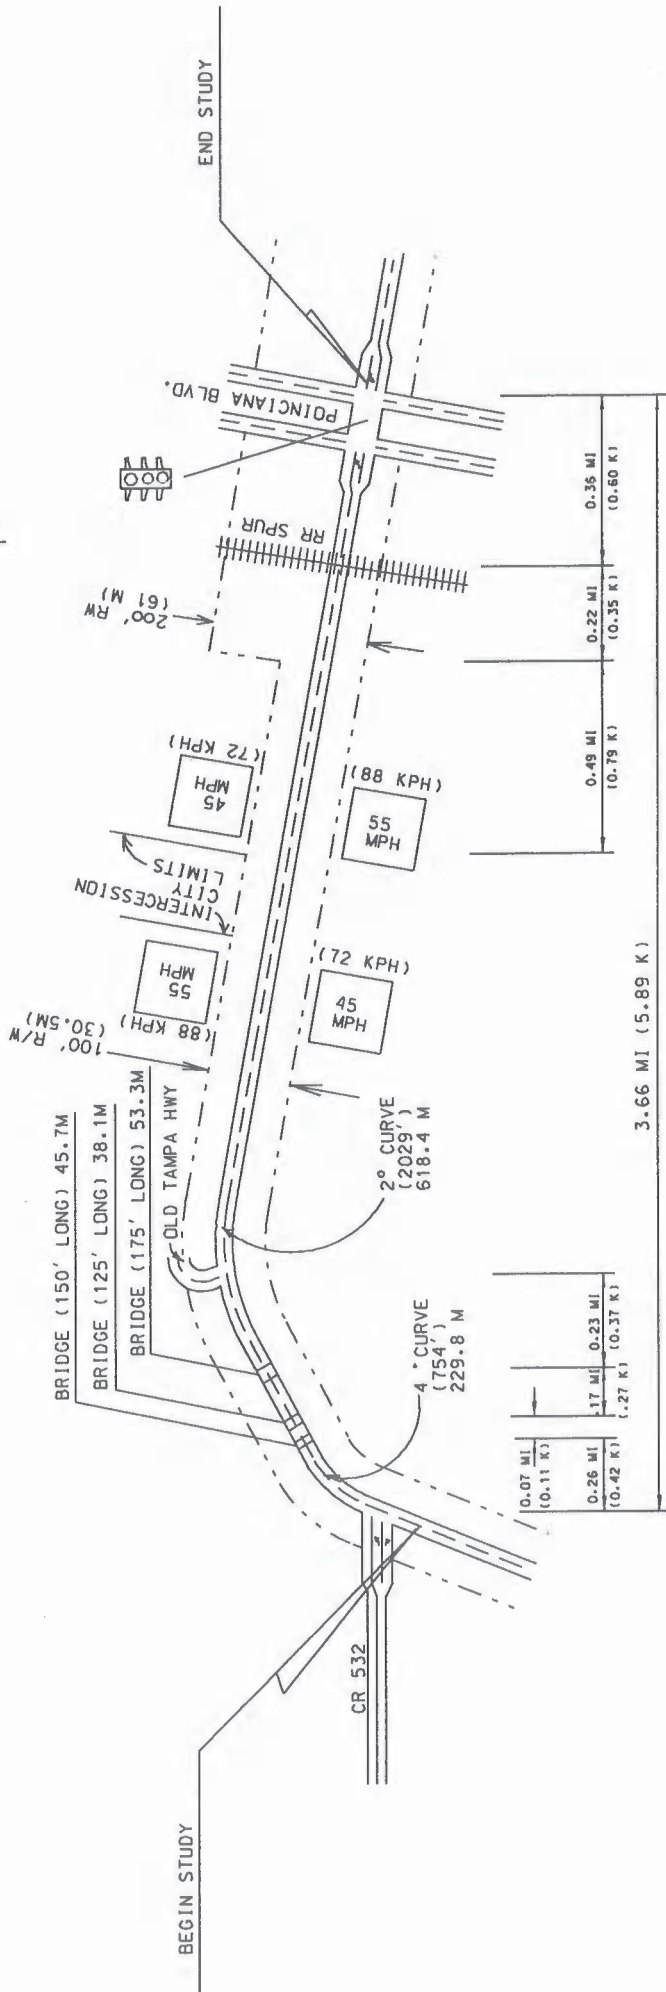 BEGIN STUDY
CR 532
4 °CURVE
(754')
229.8 M
BRIDGE (150' LONG) 45.7M
BRIDGE (125' LONG) 38.1M
BRIDGE (175' LONG) 53.3M
OLD TAMPA HWY
2° CURVE
(2029')
618.4 M
100' R/W
(30.5M)
55
MPH
(88 KPH)
45
MPH
(72 KPH)
INTERCESSION
CITY
LIMITS
45
MPH
(72 KPH)
55
MPH
(88 KPH)
200' RW
(61 M)
RR SPUR
POINCIANA BLVD.
END STUDY
0.07 MI
(0.11 K)
0.26 MI
(0.42 K)
.17 MI
(.27 K)
0.23 MI
(0.37 K)
0.49 MI
(0.79 K)
0.22 MI
(0.35 K)
0.36 MI
(0.60 K)
3.66 MI (5.89 K)